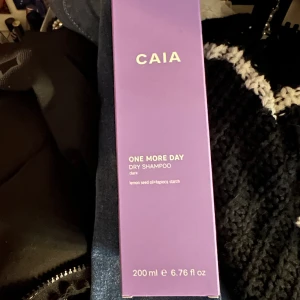 CAIA
ONE MORE DAY
DRY SHAMPOO
200 ml ℮ 6.76 fl oz